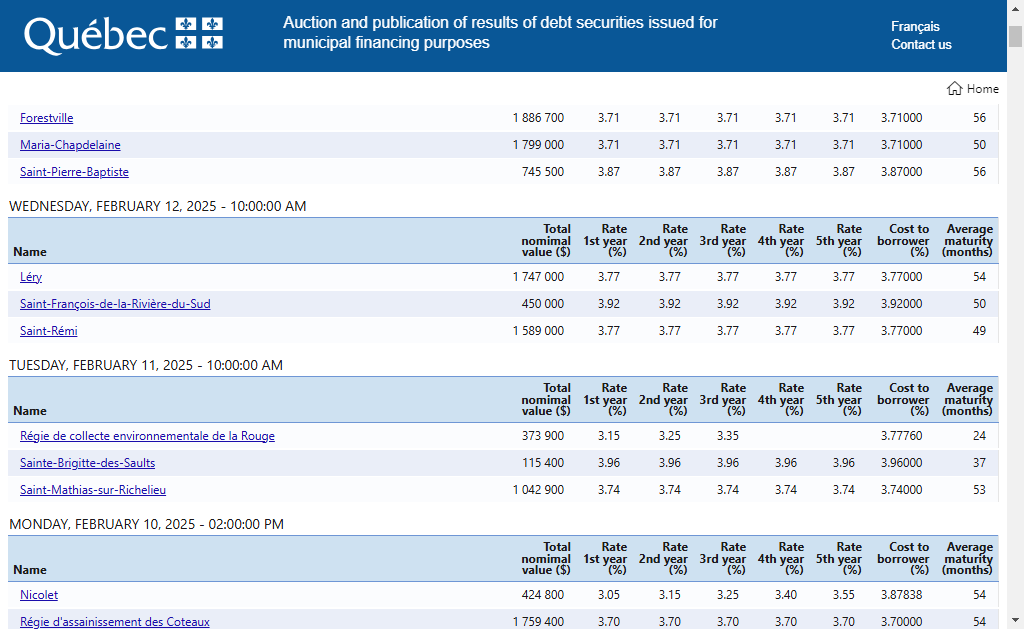 Québec
Auction and publication of results of debt securities issued for
municipal financing purposes
Français
Contact us
Home
Forestville 1 886 700 3.71 3.71 3.71 3.71 3.71 3.71000 56
Maria-Chapdelaine 1 799 000 3.71 3.71 3.71 3.71 3.71 3.71000 50
Saint-Pierre-Baptiste 745 500 3.87 3.87 3.87 3.87 3.87 3.87000 56
WEDNESDAY, FEBRUARY 12, 2025 - 10:00:00 AM
Total Rate Rate Rate Rate Rate Cost to Average
nomimal 1st year 2nd year 3rd year 4th year 5th year borrower maturity
Name value ($) (%) (%) (%) (%) (%) (%) (months)
Léry 1 747 000 3.77 3.77 3.77 3.77 3.77 3.77000 54
Saint-François-de-la-Rivière-du-Sud 450 000 3.92 3.92 3.92 3.92 3.92 3.92000 50
Saint-Rémi 1 589 000 3.77 3.77 3.77 3.77 3.77 3.77000 49
TUESDAY, FEBRUARY 11, 2025 - 10:00:00 AM
Total Rate Rate Rate Rate Rate Cost to Average
nomimal 1st year 2nd year 3rd year 4th year 5th year borrower maturity
Name value ($) (%) (%) (%) (%) (%) (%) (months)
Régie de collecte environnementale de la Rouge 373 900 3.15 3.25 3.35 3.77760 24
Sainte-Brigitte-des-Saults 115 400 3.96 3.96 3.96 3.96 3.96 3.96000 37
Saint-Mathias-sur-Richelieu 1 042 900 3.74 3.74 3.74 3.74 3.74 3.74000 53
MONDAY, FEBRUARY 10, 2025 - 02:00:00 PM
Total Rate Rate Rate Rate Rate Cost to Average
nomimal 1st year 2nd year 3rd year 4th year 5th year borrower maturity
Name value ($) (%) (%) (%) (%) (%) (%) (months)
Nicolet 424 800 3.05 3.15 3.25 3.40 3.55 3.87838 54
Régie d'assainissement des Coteaux 1 759 400 3.70 3.70 3.70 3.70 3.70 3.70000 54